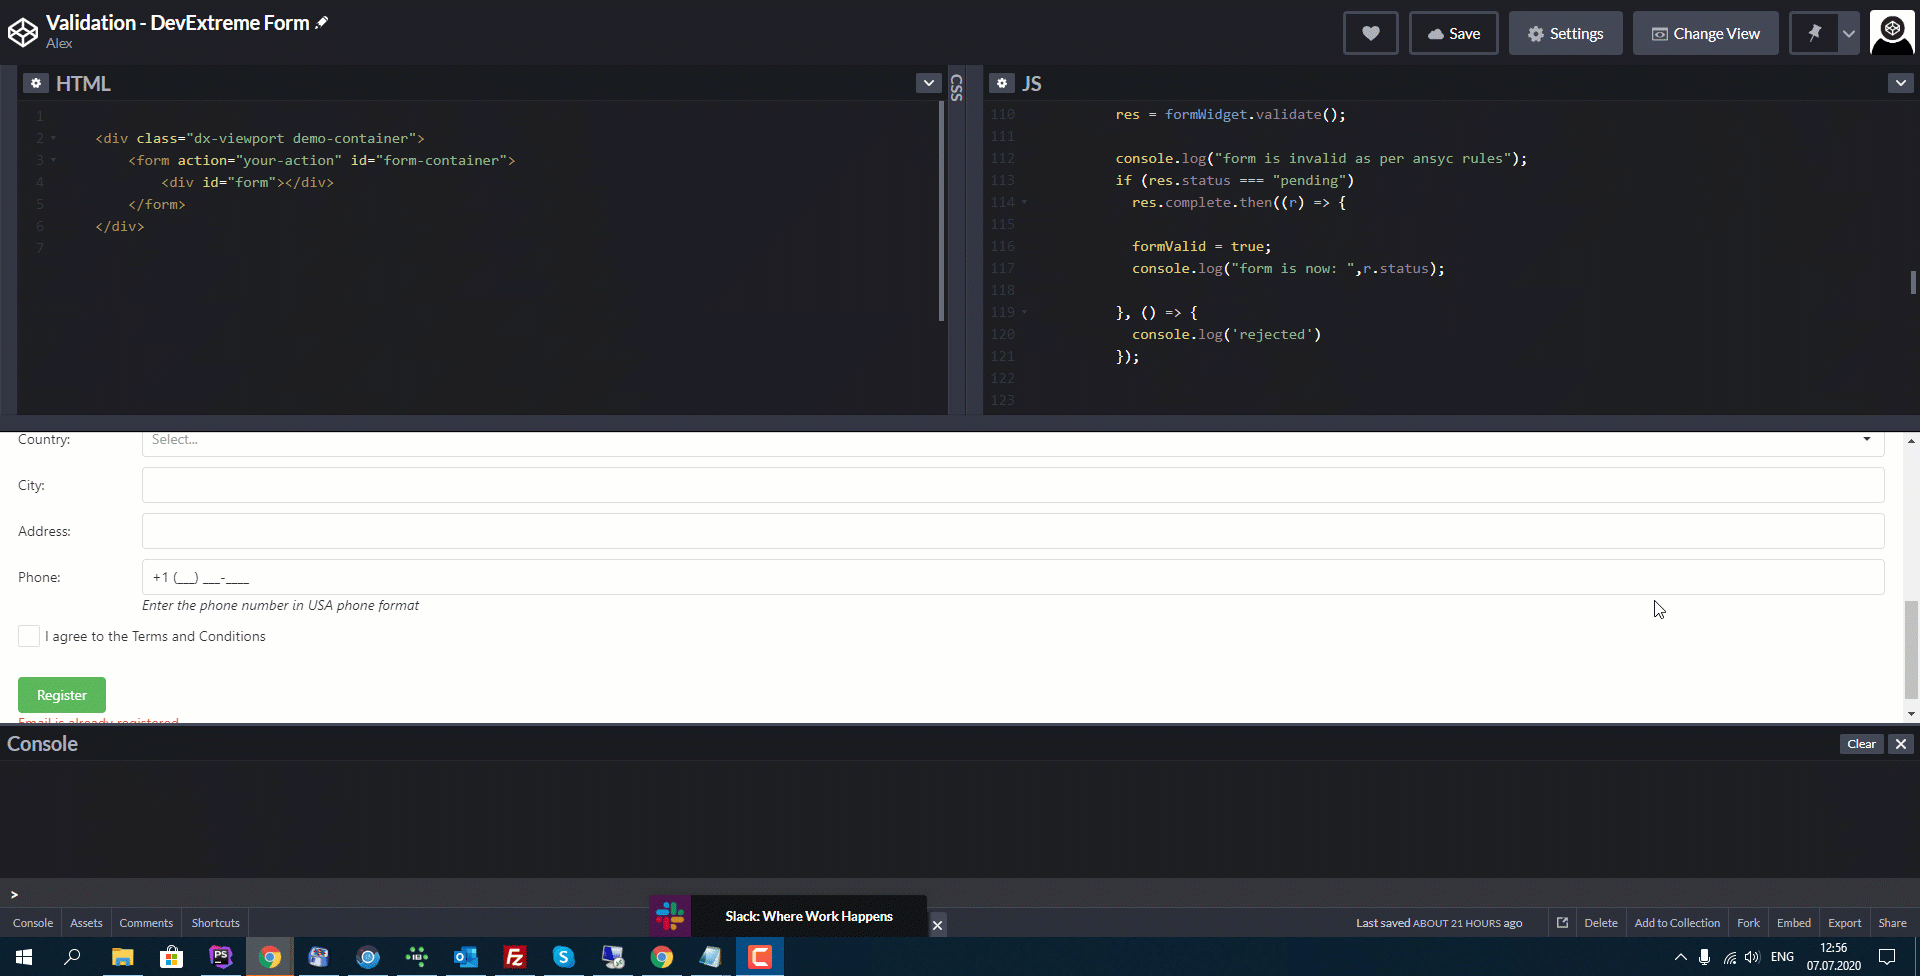 Validation - DevExtreme Form
Alex
Save
Settings
Change View
HTML
CSS
JS
1
2 <div class="dx-viewport demo-container">
3 <form action="your-action" id="form-container">
4 <div id="form"></div>
5 </form>
6 </div>
7
110 res = formWidget.validate();
111
112 console.log("form is invalid as per ansyc rules");
113 if (res.status === "pending")
114 res.complete.then((r) => {
115
116 formValid = true;
117 console.log("form is now: ",r.status);
118
119 }, () => {
120 console.log('rejected')
121 });
122
123
Country: Select...
City:
Address:
Phone: +1 (___) ___-____
Enter the phone number in USA phone format
I agree to the Terms and Conditions
Register
Email is already registered
Console
Clear
>
Console Assets Comments Shortcuts
Slack: Where Work Happens
Last saved ABOUT 21 HOURS ago
Delete Add to Collection Fork Embed Export Share
PS
Fz
S
ENG
12:56
07.07.2020